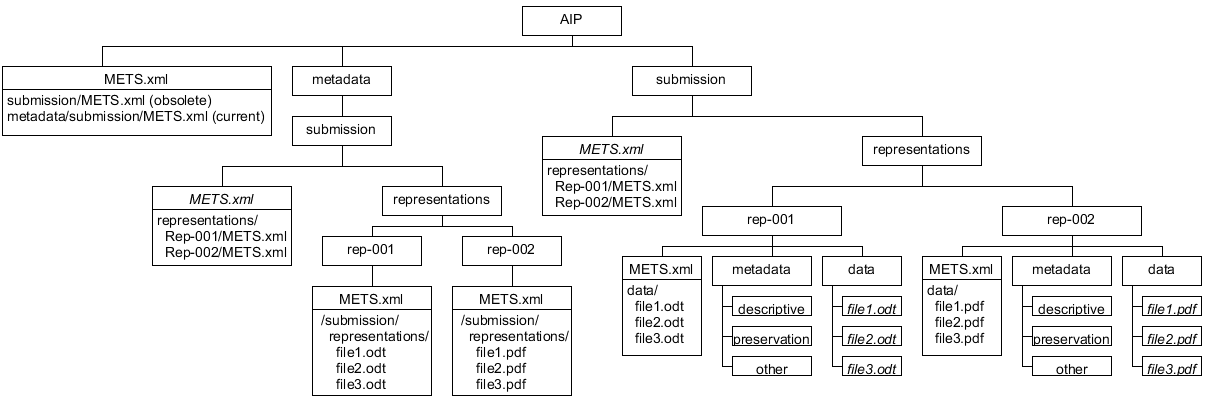 AIP
METS.xml
submission/METS.xml (obsolete)
metadata/submission/METS.xml (current)
metadata
submission
METS.xml
representations/
Rep-001/METS.xml
Rep-002/METS.xml
representations
rep-001
METS.xml
/submission/
representations/
file1.odt
file2.odt
file3.odt
rep-002
METS.xml
/submission/
representations/
file1.pdf
file2.pdf
file3.pdf
submission
METS.xml
representations/
Rep-001/METS.xml
Rep-002/METS.xml
representations
rep-001
METS.xml
data/
file1.odt
file2.odt
file3.odt
metadata
descriptive
preservation
other
data
file1.odt
file2.odt
file3.odt
rep-002
METS.xml
data/
file1.pdf
file2.pdf
file3.pdf
metadata
descriptive
preservation
other
data
file1.pdf
file2.pdf
file3.pdf